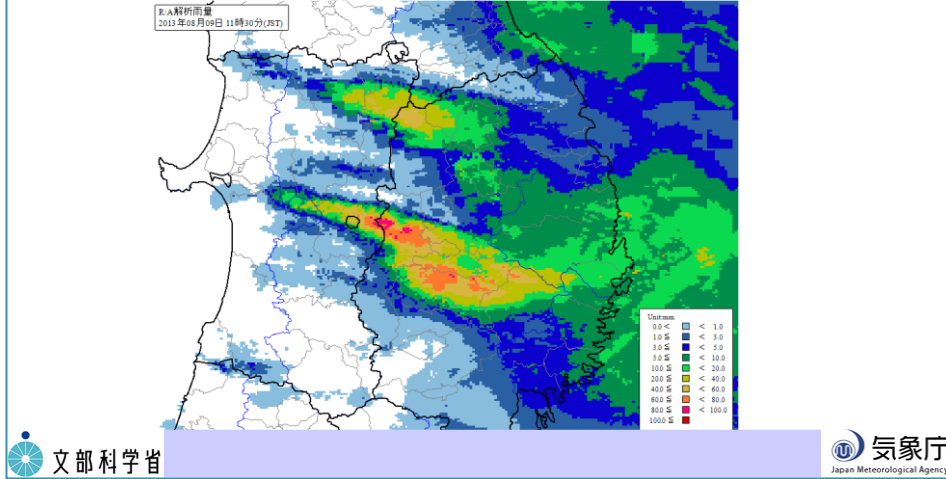 R/A解析雨量
2013年08月09日 11時30分(JST)
Unit:mm
0.0 < < 1.0
1.0 ≦ < 3.0
3.0 ≦ < 5.0
5.0 ≦ < 10.0
10.0 ≦ < 20.0
20.0 ≦ < 40.0
40.0 ≦ < 60.0
60.0 ≦ < 80.0
80.0 ≦ < 100.0
100.0 ≦
文部科学省
気象庁
Japan Meteorological Agency